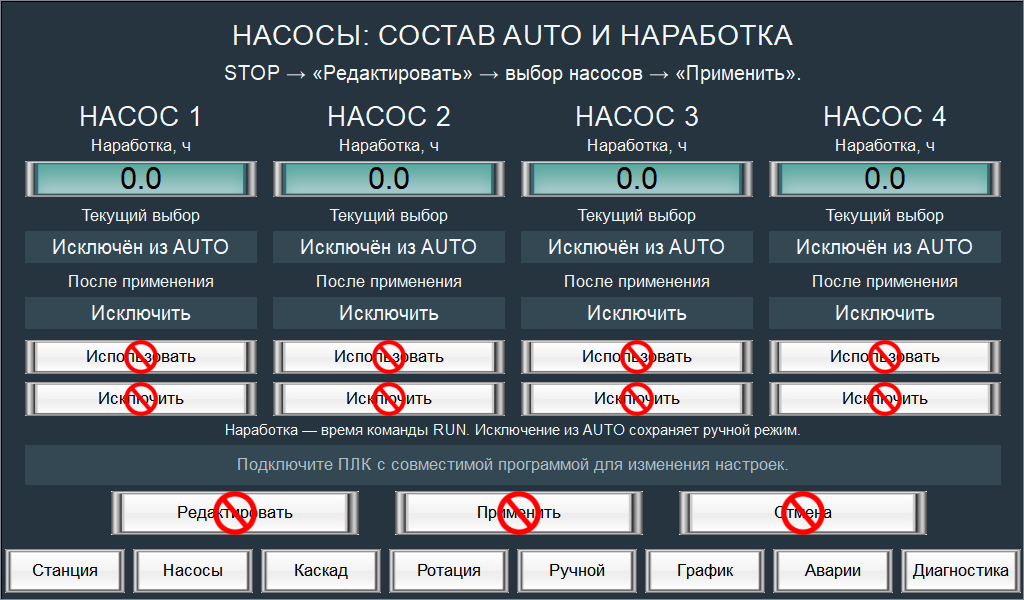 НАСОСЫ: СОСТАВ AUTO И НАРАБОТКА
STOP → «Редактировать» → выбор насосов → «Применить».
НАСОС 1 НАСОС 2 НАСОС 3 НАСОС 4
Наработка, ч Наработка, ч Наработка, ч Наработка, ч
0.0 0.0 0.0 0.0
Текущий выбор Текущий выбор Текущий выбор Текущий выбор
Исключён из AUTO Исключён из AUTO Исключён из AUTO Исключён из AUTO
После применения После применения После применения После применения
Исключить Исключить Исключить Исключить
Использовать Использовать Использовать Использовать
Исключить Исключить Исключить Исключить
Наработка — время команды RUN. Исключение из AUTO сохраняет ручной режим.
Подключите ПЛК с совместимой программой для изменения настроек.
Редактировать Применить Отмена
Станция Насосы Каскад Ротация Ручной График Аварии Диагностика